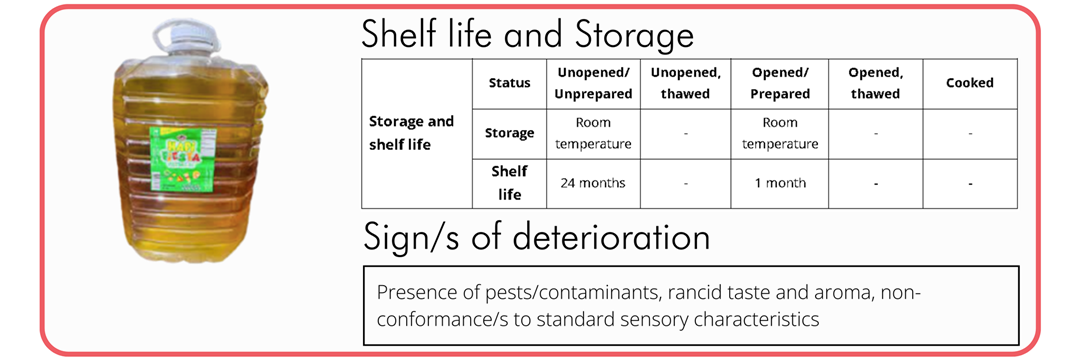 Shelf life and Storage
Storage and
shelf life
Status
Unopened/
Unprepared
Unopened,
thawed
Opened/
Prepared
Opened,
thawed
Cooked
Storage
Room
temperature
-
Room
temperature
-
-
Shelf
life
24 months
-
1 month
-
-
Sign/s of deterioration
Presence of pests/contaminants, rancid taste and aroma, non-
conformance/s to standard sensory characteristics
FIESTA